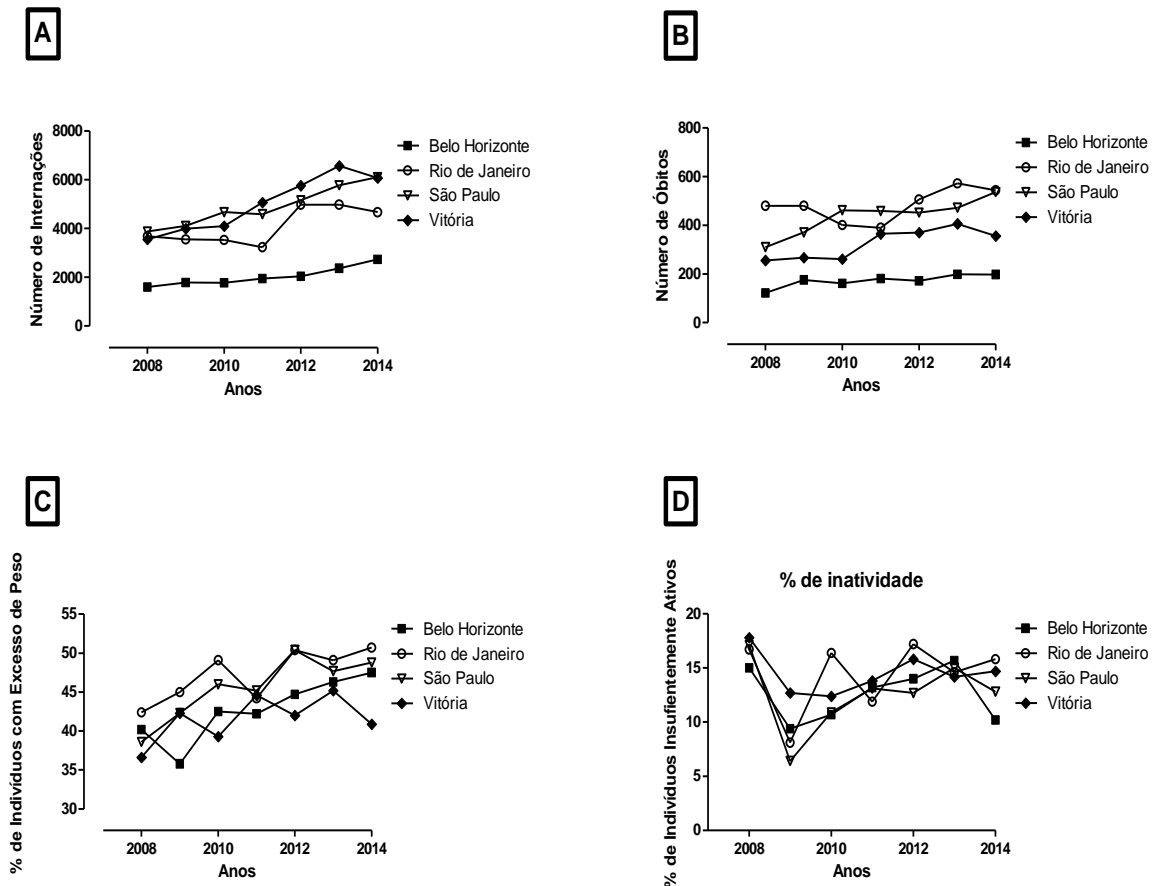 A
Número de Internações
8000
6000
4000
2000
0
2008 2010 2012 2014
Anos
Belo Horizonte
Rio de Janeiro
São Paulo
Vitória
B
Número de Óbitos
800
600
400
200
0
2008 2010 2012 2014
Anos
Belo Horizonte
Rio de Janeiro
São Paulo
Vitória
C
% de Indivíduos com Excesso de Peso
55
50
45
40
35
30
2008 2010 2012 2014
Anos
Belo Horizonte
Rio de Janeiro
São Paulo
Vitória
D
% de inatividade
% de Indivíduos Insufientemente Ativos
20
15
10
5
0
2008 2010 2012 2014
Anos
Belo Horizonte
Rio de Janeiro
São Paulo
Vitória